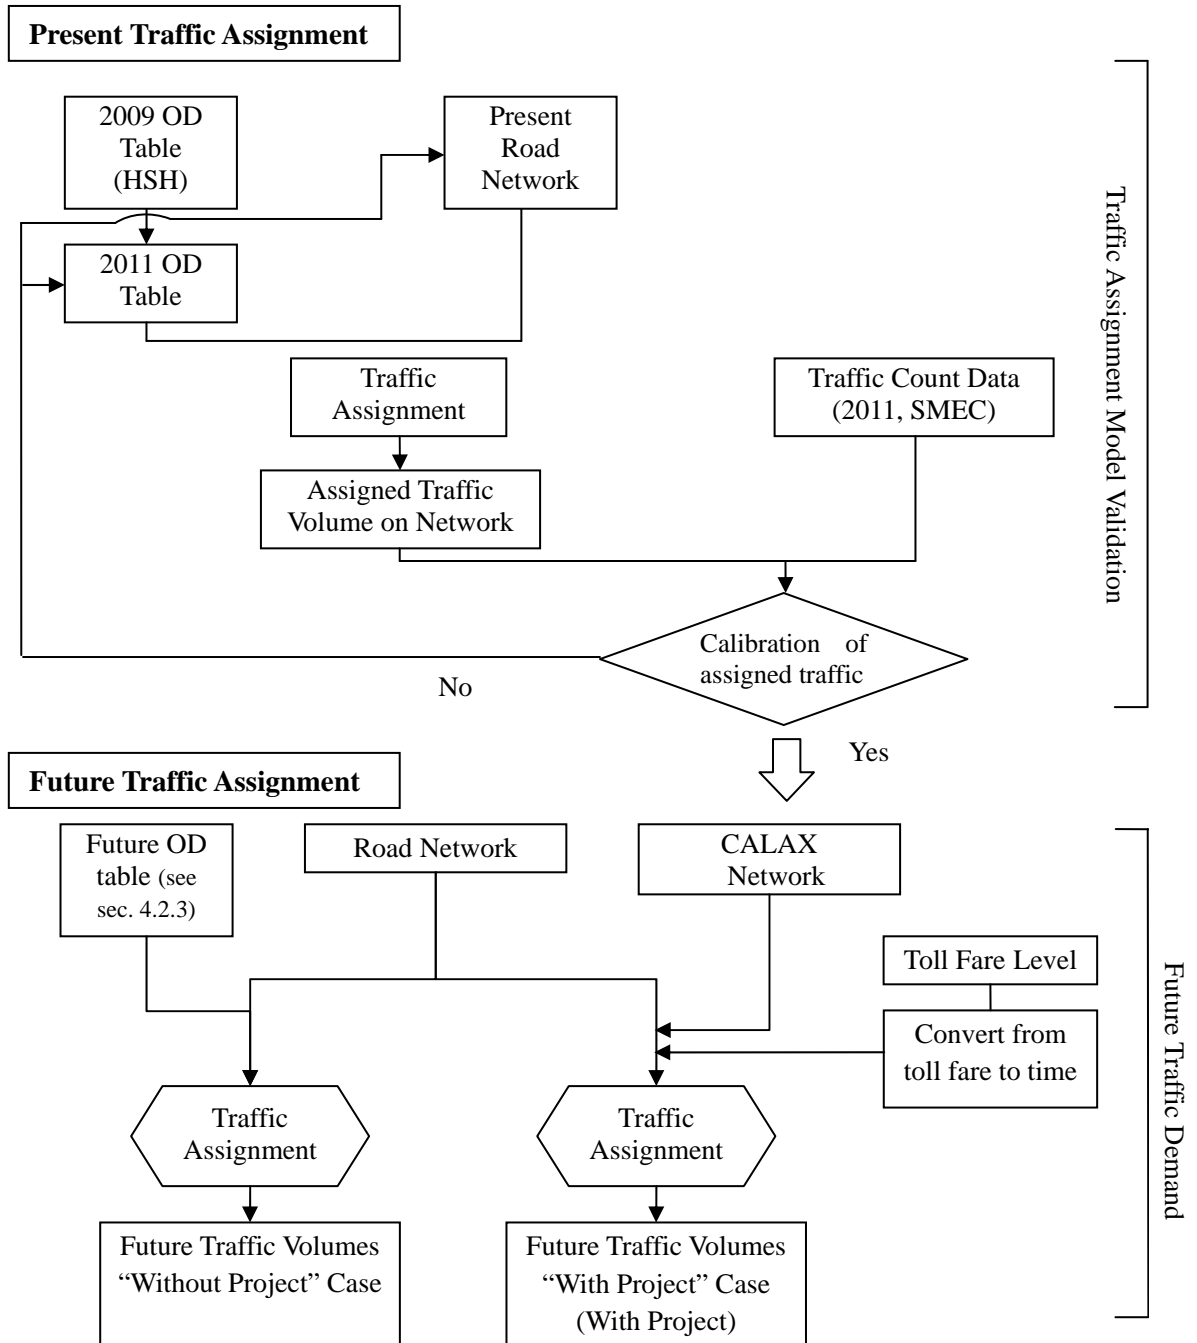 Present Traffic Assignment
2009 OD
Table
(HSH)
Present
Road
Network
2011 OD
Table
Traffic
Assignment
Traffic Count Data
(2011, SMEC)
Assigned Traffic
Volume on Network
Calibration of
assigned traffic
No
Yes
Traffic Assignment Model Validation
Future Traffic Assignment
Future OD
table (see
sec. 4.2.3)
Road Network
CALAX
Network
Toll Fare Level
Convert from
toll fare to time
Traffic
Assignment
Traffic
Assignment
Future Traffic Volumes
“Without Project” Case
Future Traffic Volumes
“With Project” Case
(With Project)
Future Traffic Demand